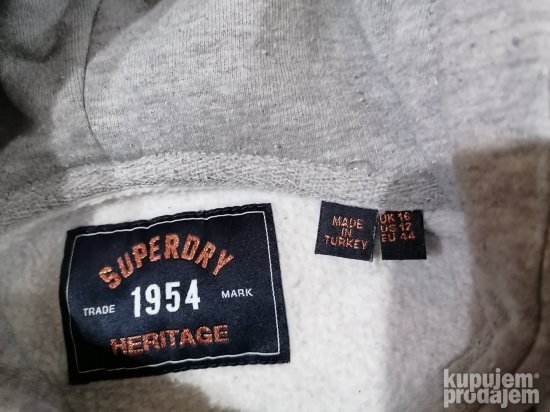 SUPERDRY
TRADE 1954 MARK
HERITAGE
MADE
IN
TURKEY
UK 16
US 12
EU 44
kupujem
prodajem